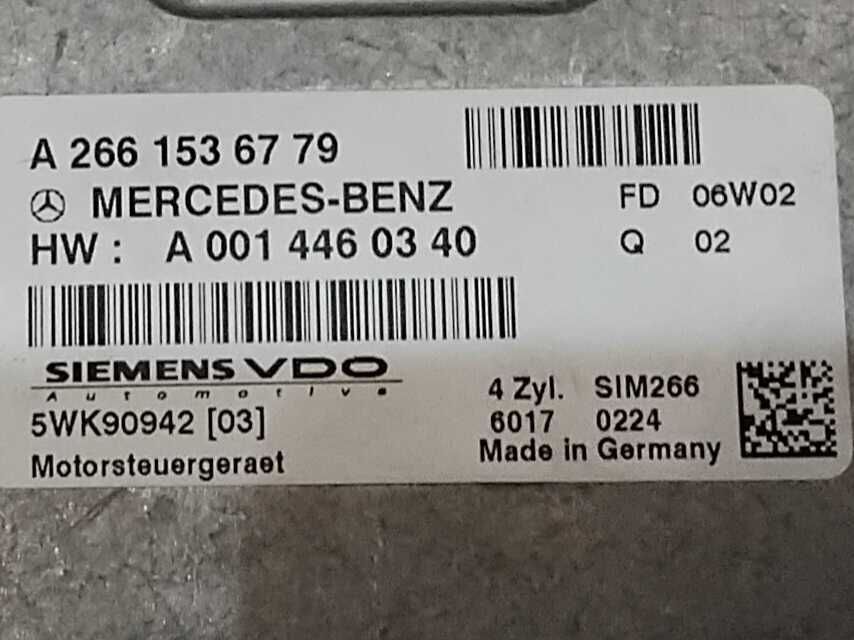 A 266 153 67 79
MERCEDES-BENZ
FD 06W02
HW : A 001 446 03 40
Q 02
SIEMENS VDO
Automotive
5WK90942 [03]
Motorsteuergeraet
4 Zyl. SIM266
6017 0224
Made in Germany